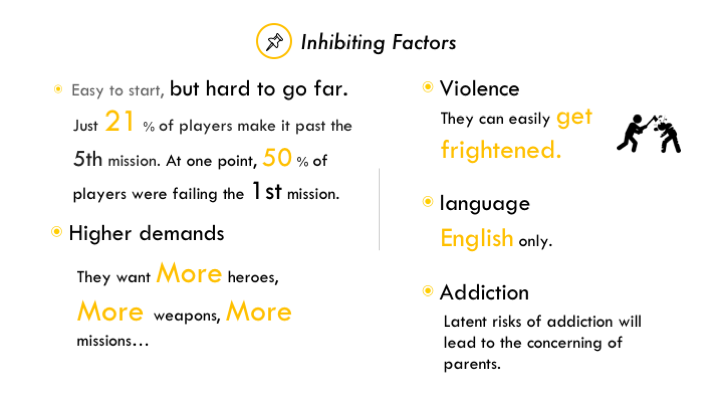 Inhibiting Factors
Easy to start, but hard to go far.
Just 21 % of players make it past the
5th mission. At one point, 50 % of
players were failing the 1st mission.
Higher demands
They want More heroes,
More weapons, More
missions…
Violence
They can easily get
frightened.
language
English only.
Addiction
Latent risks of addiction will
lead to the concerning of
parents.